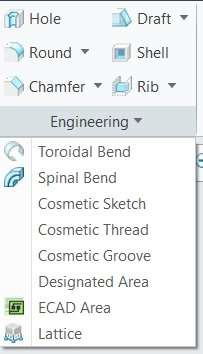 Hole Draft
Round Shell
Chamfer Rib
Engineering
Toroidal Bend
Spinal Bend
Cosmetic Sketch
Cosmetic Thread
Cosmetic Groove
Designated Area
ECAD Area
Lattice